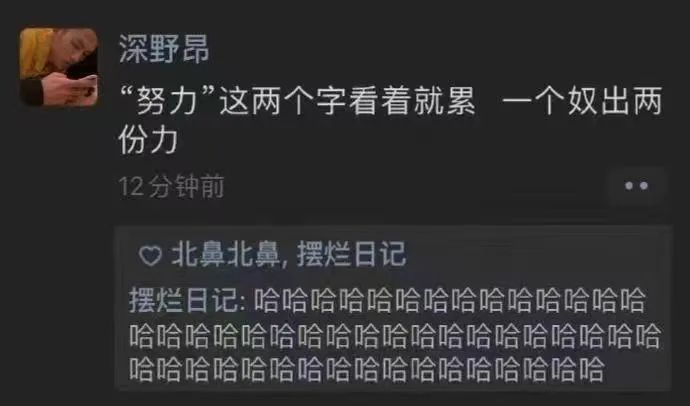 深野昂
“努力”这两个字看着就累 一个奴出两
份力
12分钟前
北鼻北鼻, 摆烂日记
摆烂日记: 哈哈哈哈哈哈哈哈哈哈哈哈哈哈
哈哈哈哈哈哈哈哈哈哈哈哈哈哈哈哈哈哈哈
哈哈哈哈哈哈哈哈哈哈哈哈哈哈哈哈哈